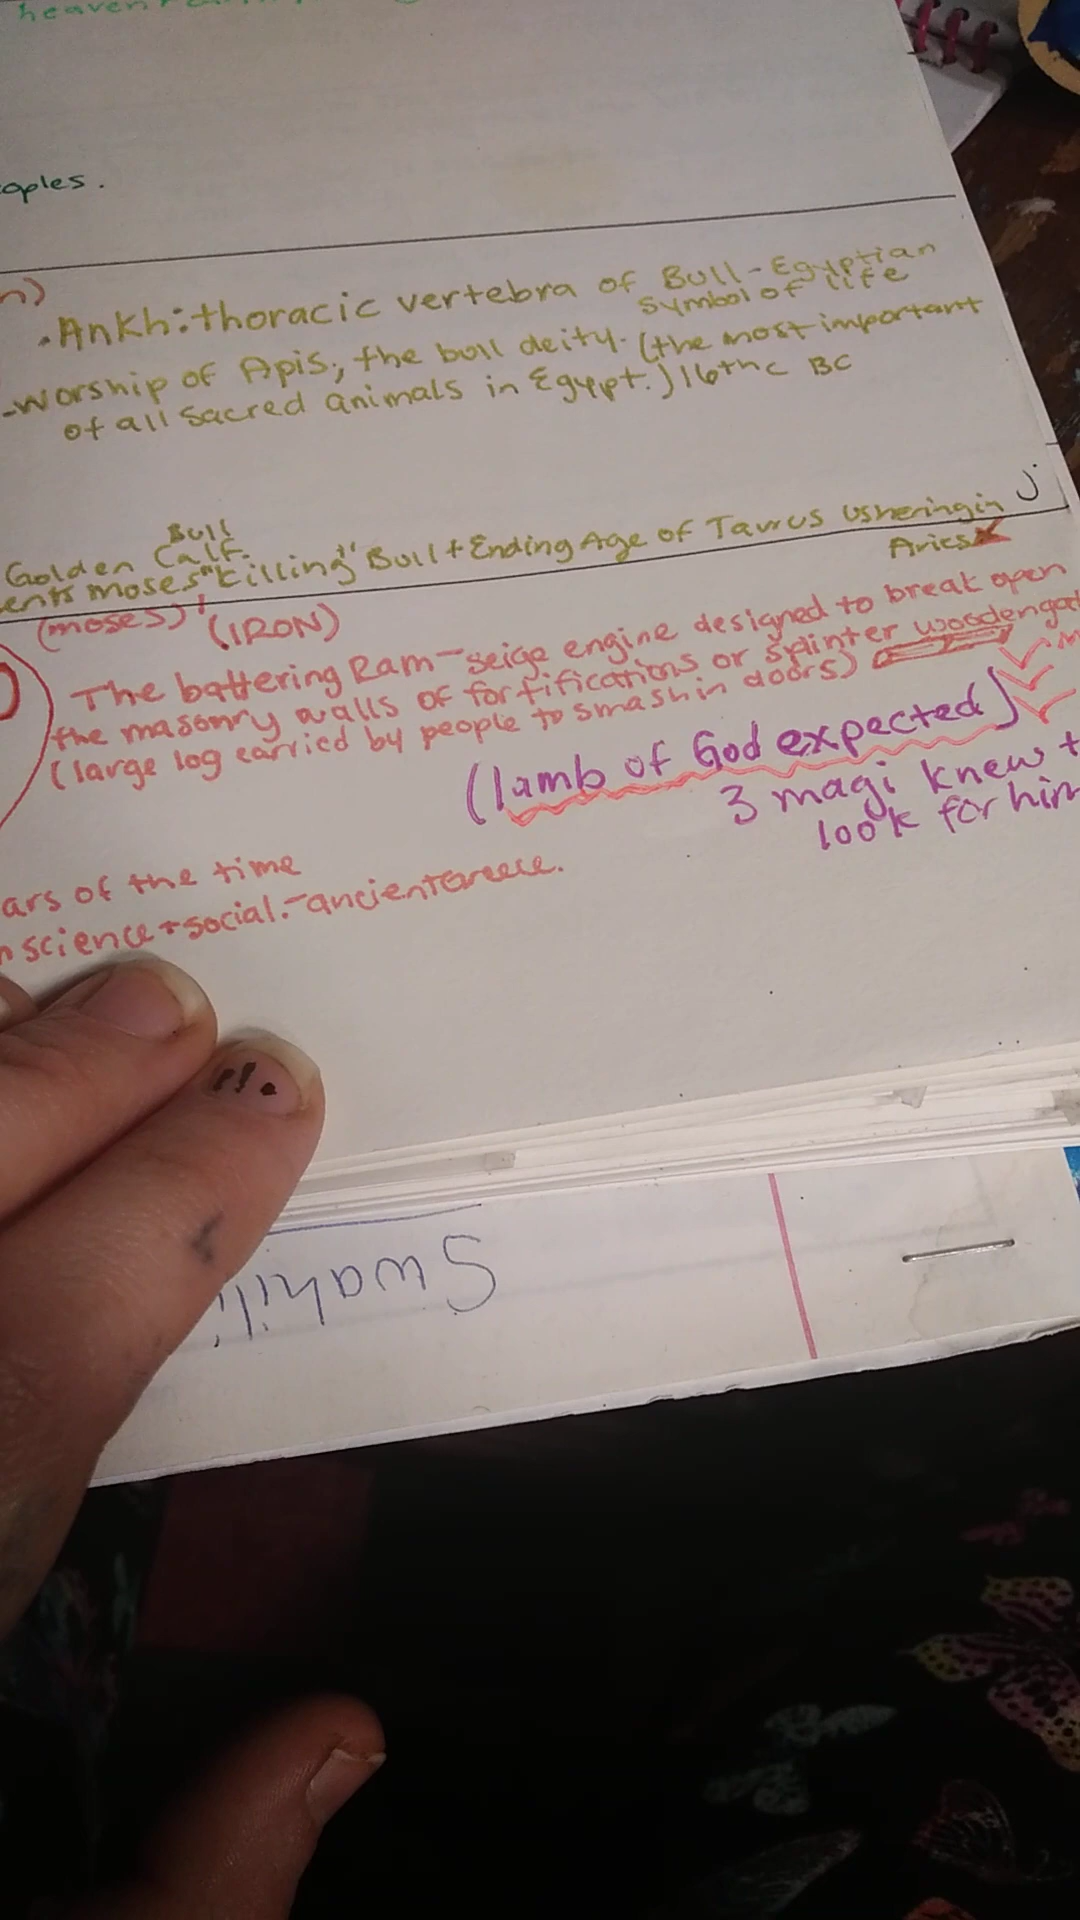 heaven
oples.
n)
. Ankh: thoracic vertebra of Bull - Egyptian
symbol of life
- worship of Apis, the bull deity. (the most important
of all sacred animals in Egypt.) 16th c BC
Bull
Golden Calf.
ents moses "killing" Bull + Ending Age of Taurus Ushering in
Aries
(moses) (IRON)
The battering Ram - seige engine designed to break open
the masonry walls of fortifications or splinter wooden gat
(large log carried by people to smash in doors)
(lamb of God expected)
3 magi knew t
look for him
ars of the time
n science + social. - ancient Greece.
Swahili